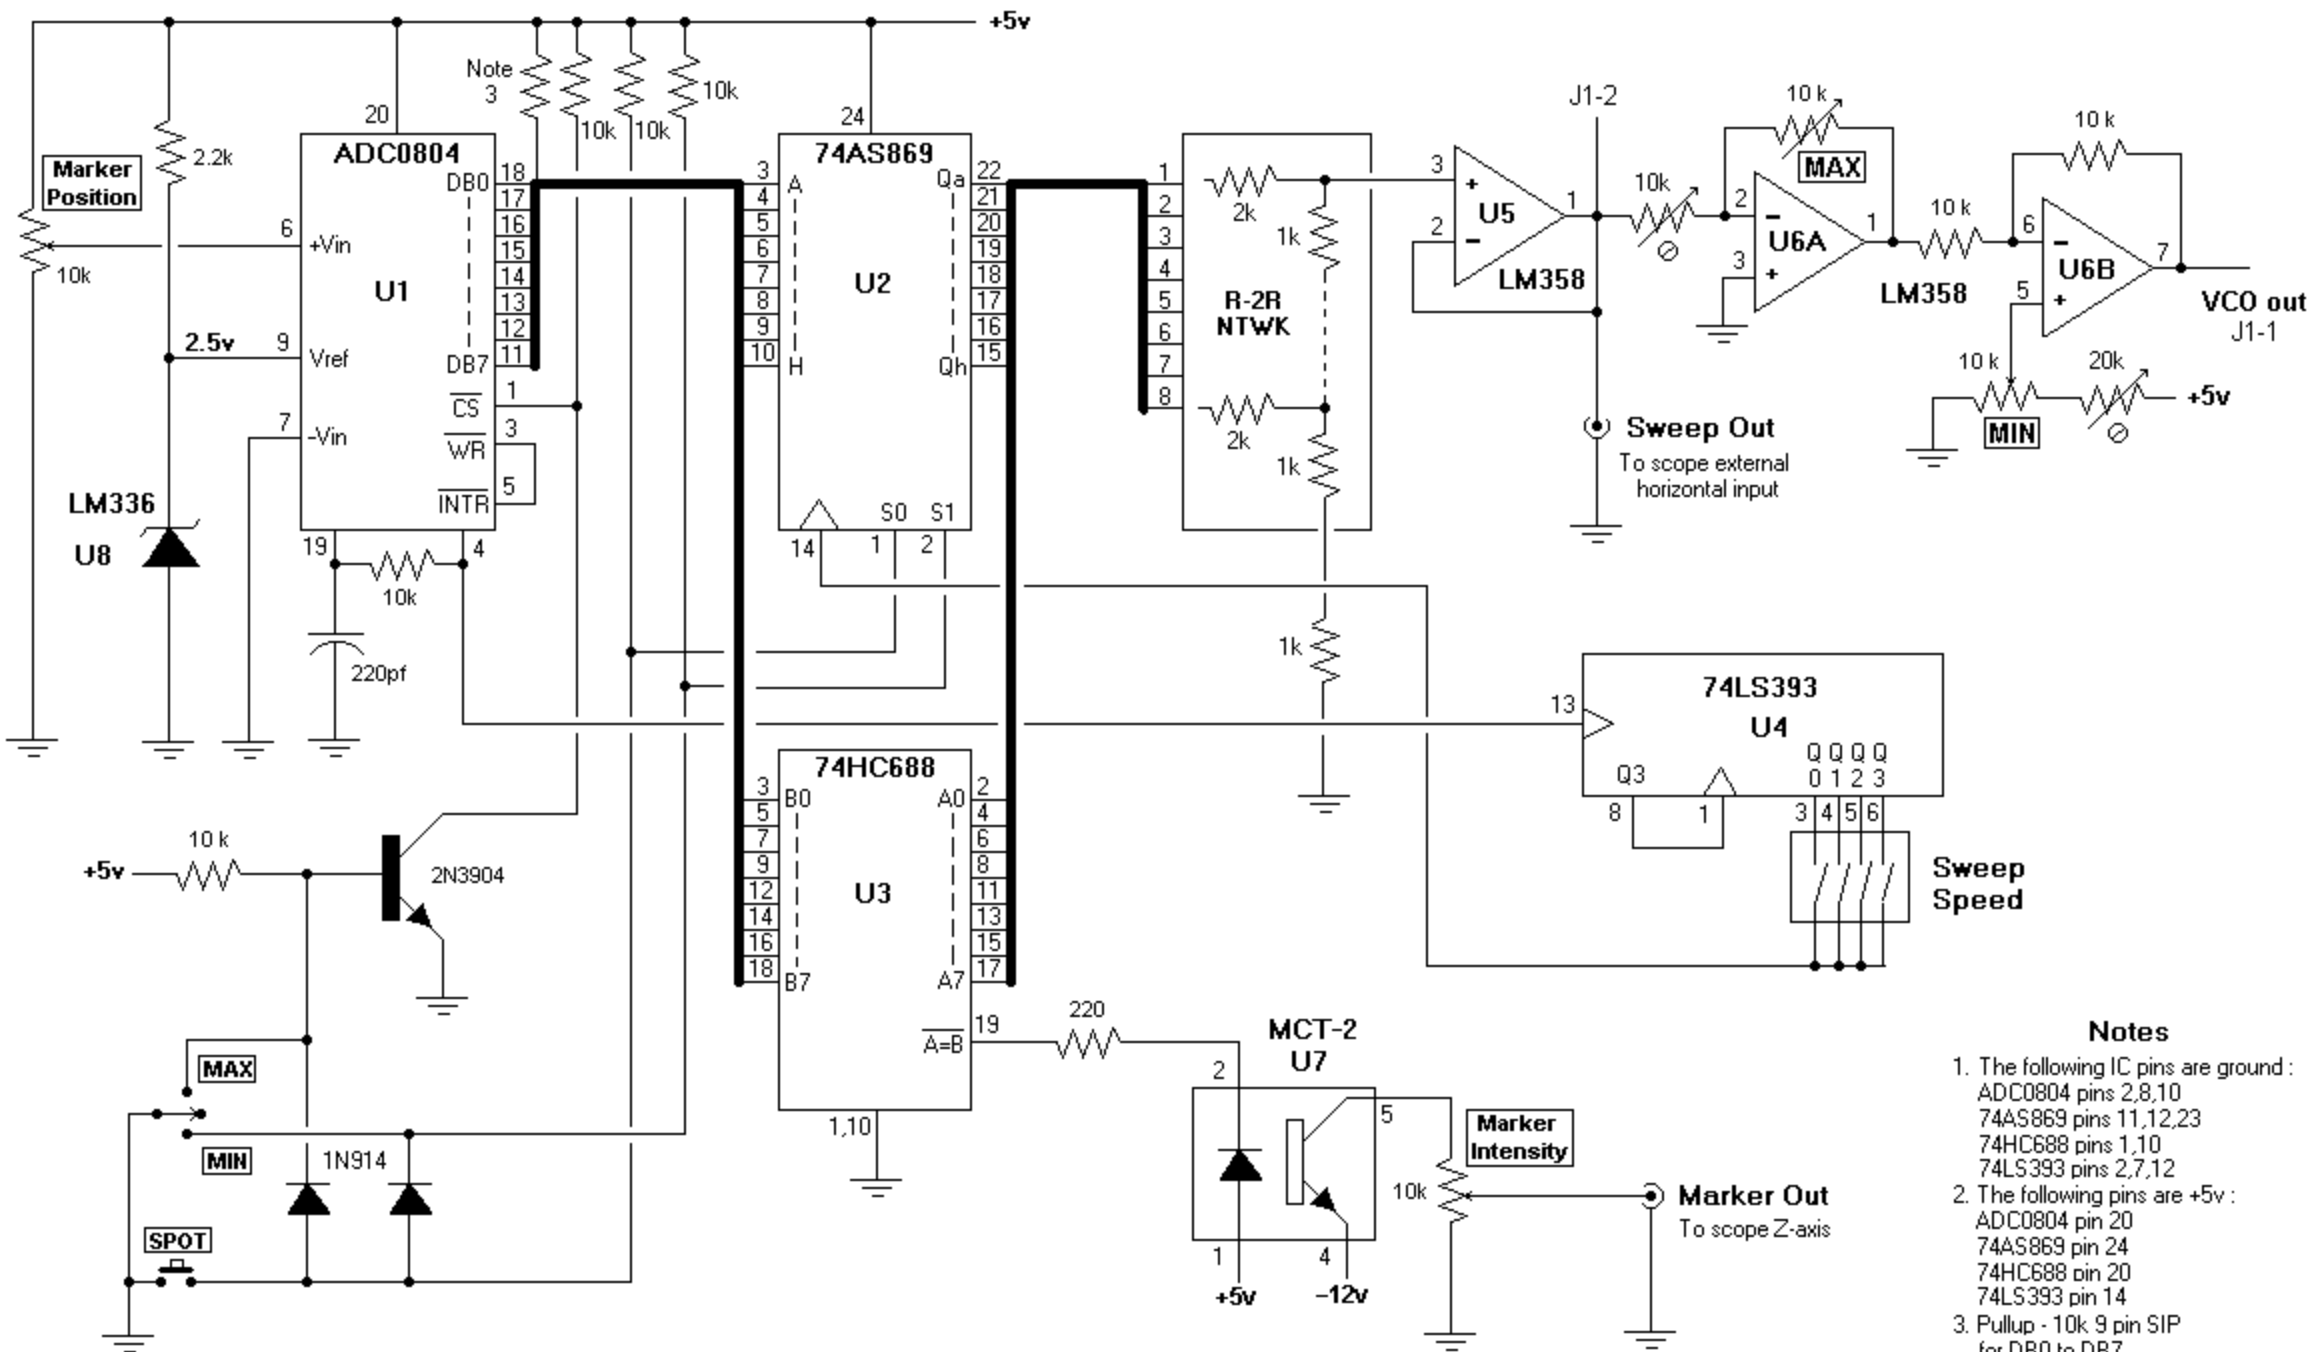 +5v
Note
3
10k
10k
10k
20
24
Marker
Position
2.2k
10k
ADC0804
U1
6
+Vin
2.5v
9
Vref
7
-Vin
DB0
DB7
18
17
16
15
14
13
12
11
CS
1
WR
3
INTR
5
19
4
10k
220pf
LM336
U8
74AS869
U2
3
4
5
6
7
8
9
10
A
H
Qa
Qh
22
21
20
19
18
17
16
15
S0
S1
14
1
2
1
2
3
4
5
6
7
8
2k
1k
R-2R
NTWK
2k
1k
1k
3
2
1
U5
LM358
J1-2
10k
10 k
MAX
2
3
1
U6A
LM358
10 k
10 k
6
5
7
U6B
VCO out
J1-1
10 k
20k
+5v
MIN
Sweep Out
To scope external
horizontal input
74LS393
U4
13
Q3
Q Q Q Q
0 1 2 3
8
1
3 4 5 6
Sweep
Speed
74HC688
U3
3
5
7
9
12
14
16
18
B0
B7
A0
A7
2
4
6
8
11
13
15
17
A=B
19
1,10
220
MCT-2
U7
2
5
1
4
+5v
-12v
Marker
Intensity
10k
Marker Out
To scope Z-axis
+5v
10 k
2N3904
MAX
MIN
1N914
SPOT
Notes
1. The following IC pins are ground :
ADC0804 pins 2,8,10
74AS869 pins 11,12,23
74HC688 pins 1,10
74LS393 pins 2,7,12
2. The following pins are +5v :
ADC0804 pin 20
74AS869 pin 24
74HC688 pin 20
74LS393 pin 14
3. Pullup - 10k 9 pin SIP
for DB0 to DB7